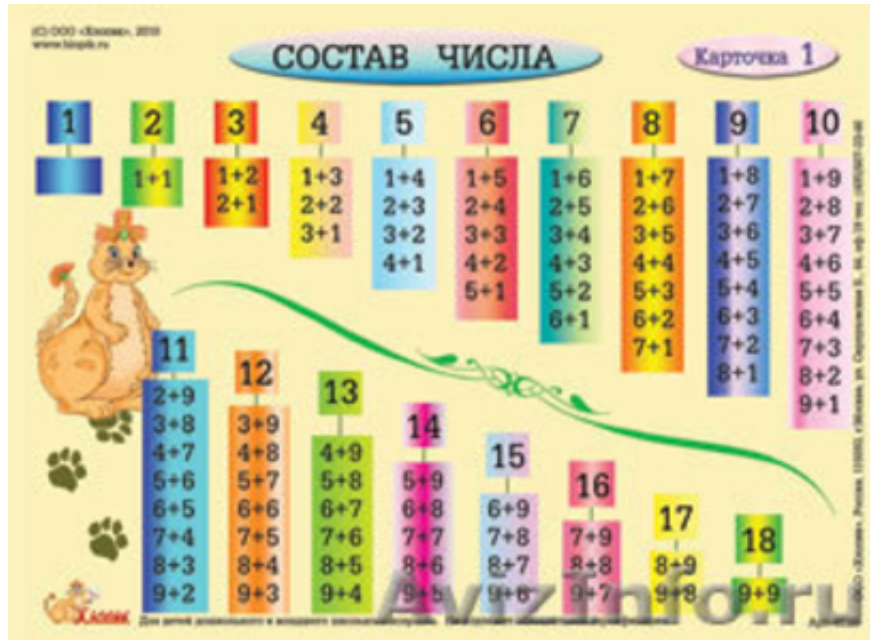 (C) ООО «Хлопик», 2010
СОСТАВ ЧИСЛА
Карточка 1
1 2 3 4 5 6 7 8 9 10
1+1 1+2 1+3 1+4 1+5 1+6 1+7 1+8 1+9
2+1 2+2 2+3 2+4 2+5 2+6 2+7 2+8
3+1 3+2 3+3 3+4 3+5 3+6 3+7
4+1 4+2 4+3 4+4 4+5 4+6
5+1 5+2 5+3 5+4 5+5
6+1 6+2 6+3 6+4
7+1 7+2 7+3
8+1 8+2
9+1
11 12 13 14 15 16 17 18
2+9
3+8 3+9
4+7 4+8 4+9
5+6 5+7 5+8 5+9
6+5 6+6 6+7 6+8 6+9
7+4 7+5 7+6 7+7 7+8 7+9
8+3 8+4 8+5 8+6 8+7 8+8 8+9
9+2 9+3 9+4 9+5 9+6 9+7 9+8 9+9
AvizInfo.ru
Для детей дошкольного и младшего школьного